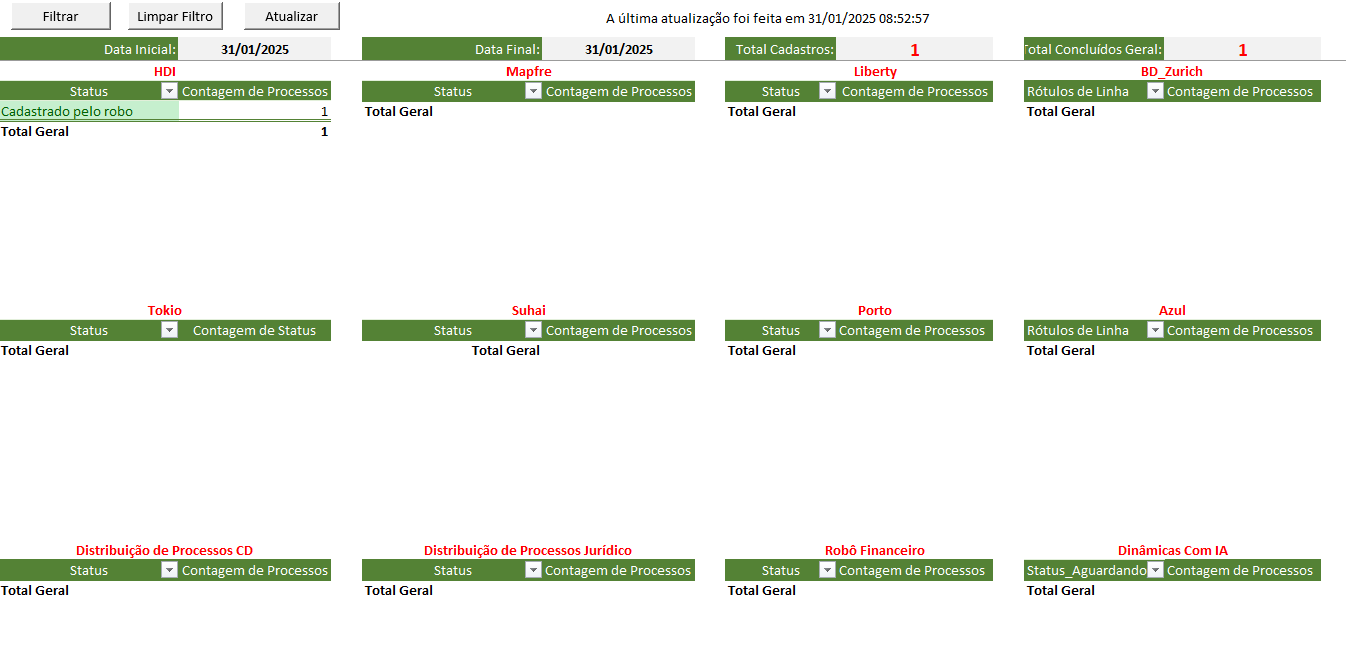 Filtrar Limpar Filtro Atualizar A última atualização foi feita em 31/01/2025 08:52:57
Data Inicial: 31/01/2025 Data Final: 31/01/2025 Total Cadastros: 1 Total Concluídos Geral: 1
HDI Mapfre Liberty BD_Zurich
Status Contagem de Processos Status Contagem de Processos Status Contagem de Processos Rótulos de Linha Contagem de Processos
Cadastrado pelo robo 1 Total Geral Total Geral Total Geral
Total Geral 1
Tokio Suhai Porto Azul
Status Contagem de Status Status Contagem de Processos Status Contagem de Processos Rótulos de Linha Contagem de Processos
Total Geral Total Geral Total Geral Total Geral
Distribuição de Processos CD Distribuição de Processos Jurídico Robô Financeiro Dinâmicas Com IA
Status Contagem de Processos Status Contagem de Processos Status Contagem de Processos Status_Aguardando Contagem de Processos
Total Geral Total Geral Total Geral Total Geral